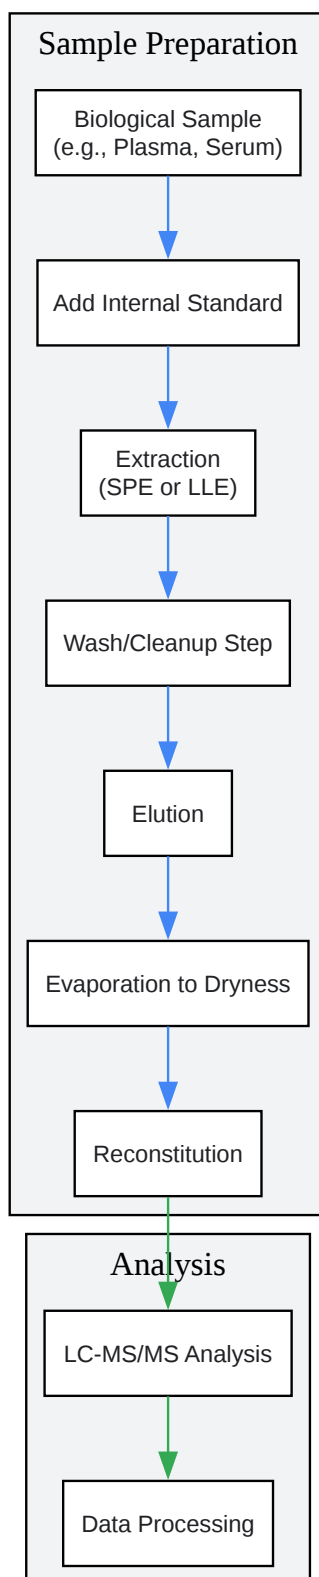 Sample Preparation
Biological Sample
(e.g., Plasma, Serum)
Add Internal Standard
Extraction
(SPE or LLE)
Wash/Cleanup Step
Elution
Evaporation to Dryness
Reconstitution
Analysis
LC-MS/MS Analysis
Data Processing